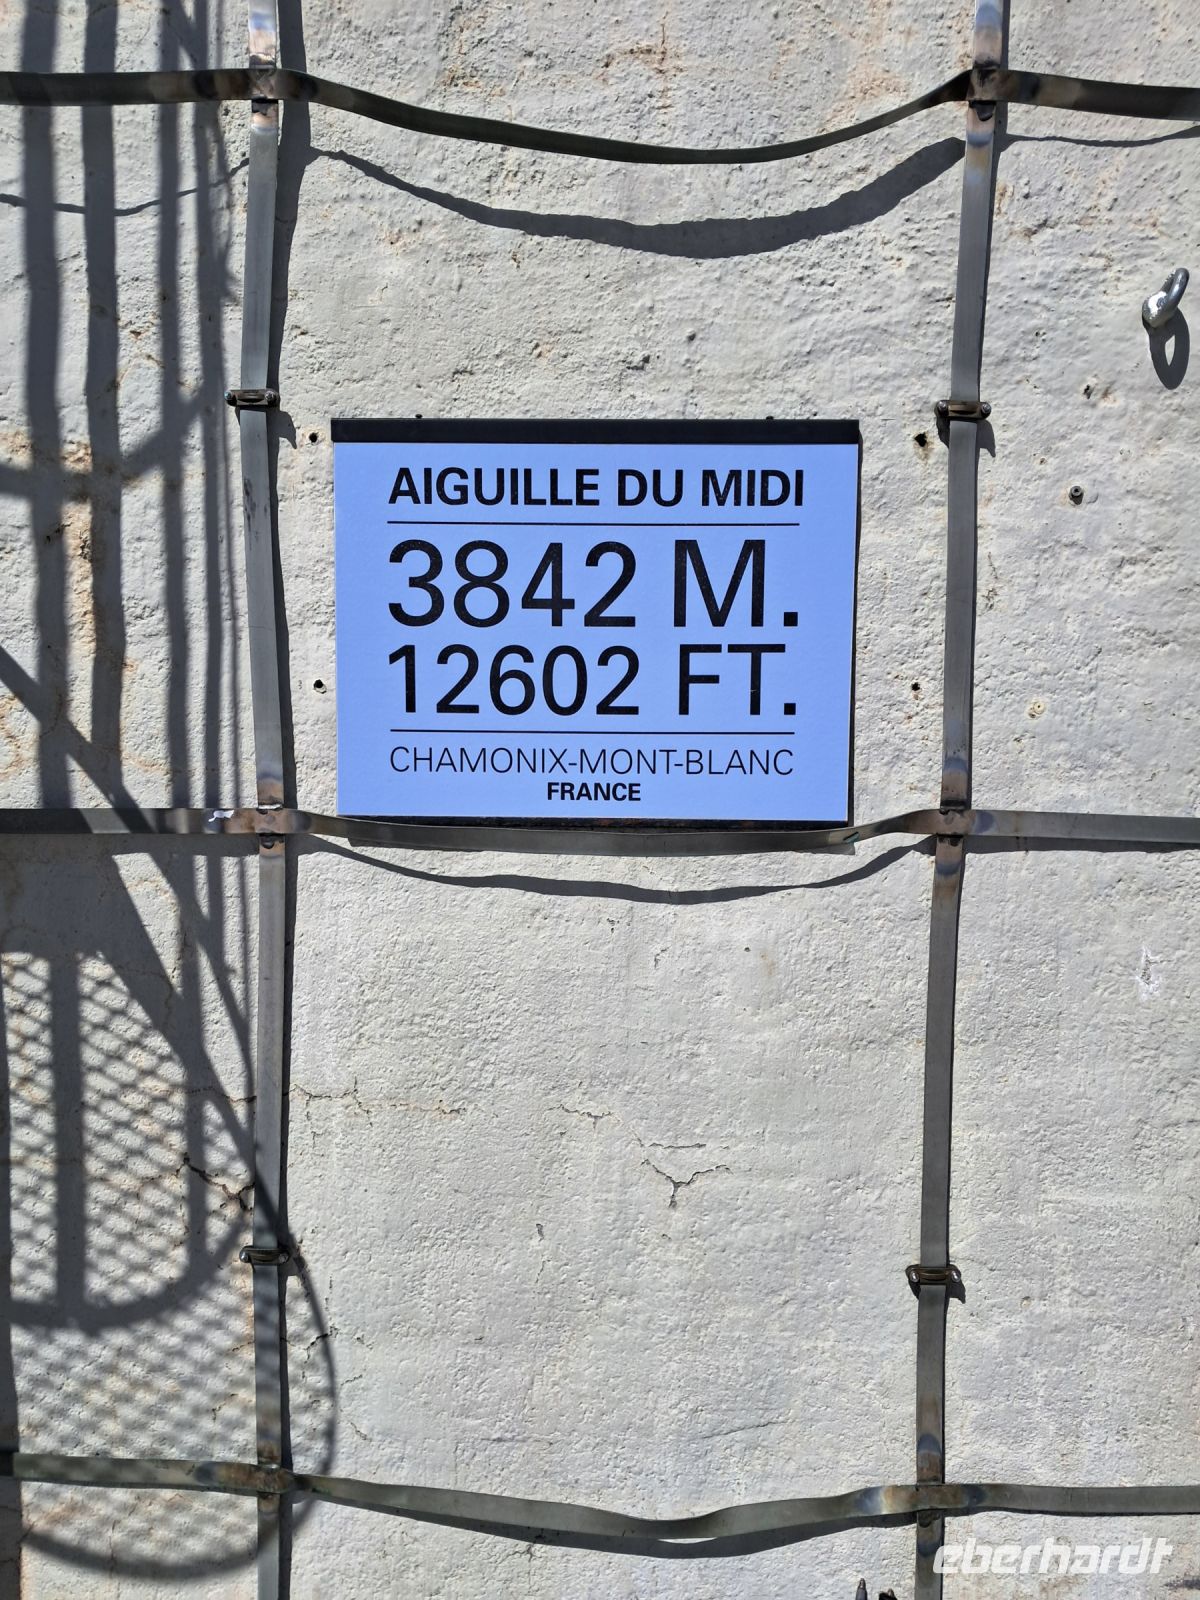 AIGUILLE DU MIDI
3842 M.
12602 FT.
CHAMONIX-MONT-BLANC
FRANCE
eberhardt